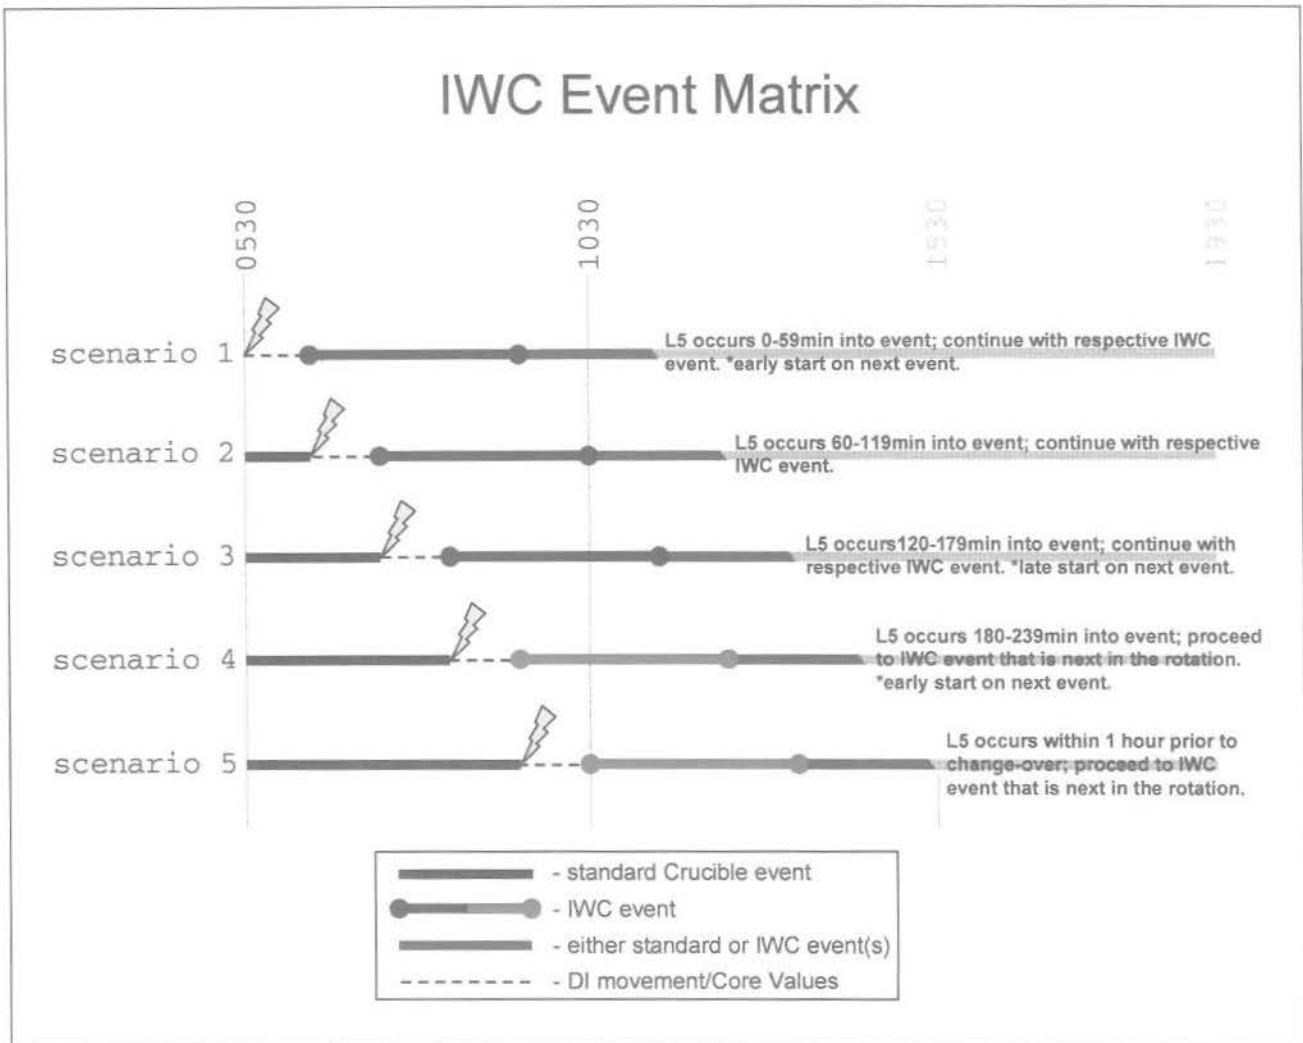 IWC Event Matrix
0530
1030
1530
1930
scenario 1
L5 occurs 0-59min into event; continue with respective IWC
event. *early start on next event.
scenario 2
L5 occurs 60-119min into event; continue with respective
IWC event.
scenario 3
L5 occurs120-179min into event; continue with
respective IWC event. *late start on next event.
scenario 4
L5 occurs 180-239min into event; proceed
to IWC event that is next in the rotation.
*early start on next event.
scenario 5
L5 occurs within 1 hour prior to
change-over; proceed to IWC
event that is next in the rotation.
- standard Crucible event
- IWC event
- either standard or IWC event(s)
- DI movement/Core Values